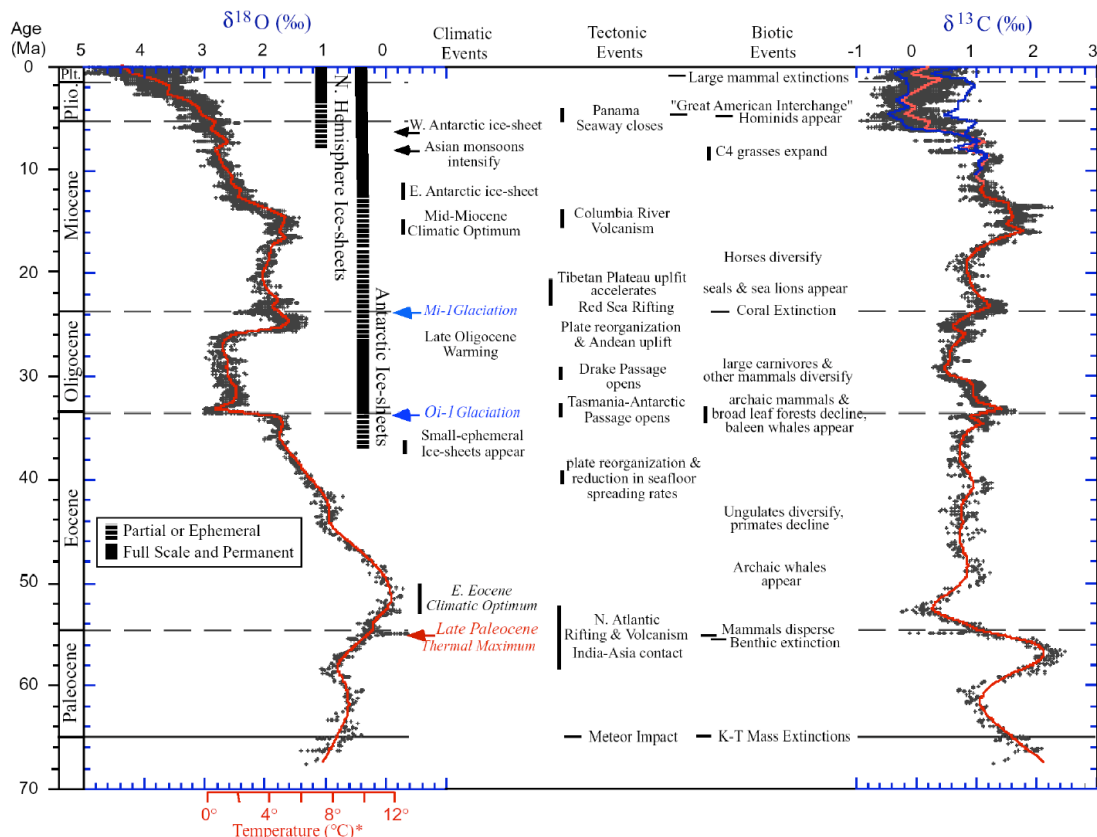 Age
(Ma)
δ18O (‰)
Climatic
Events
Tectonic
Events
Biotic
Events
δ13C (‰)
5
4
3
2
1
0
-1
0
1
2
3
0
10
20
30
40
50
60
70
Plt.
Plio.
Miocene
Oligocene
Eocene
Paleocene
N. Hemisphere Ice-sheets
Antarctic Ice-sheets
W. Antarctic ice-sheet
Asian monsoons
intensify
E. Antarctic ice-sheet
Mid-Miocene
Climatic Optimum
Mi-1Glaciation
Late Oligocene
Warming
Oi-1 Glaciation
Small-ephemeral
Ice-sheets appear
E. Eocene
Climatic Optimum
Late Paleocene
Thermal Maximum
Panama
Seaway closes
Columbia River
Volcanism
Tibetan Plateau uplfit
accelerates
Red Sea Rifting
Plate reorganization
& Andean uplift
Drake Passage
opens
Tasmania-Antarctic
Passage opens
plate reorganization &
reduction in seafloor
spreading rates
N. Atlantic
Rifting & Volcanism
India-Asia contact
Meteor Impact
Large mammal extinctions
"Great American Interchange"
Hominids appear
C4 grasses expand
Horses diversify
seals & sea lions appear
Coral Extinction
large carnivores &
other mammals diversify
archaic mammals &
broad leaf forests decline,
baleen whales appear
Ungulates diversify,
primates decline
Archaic whales
appear
Mammals disperse
Benthic extinction
K-T Mass Extinctions
Partial or Ephemeral
Full Scale and Permanent
0°
4°
8°
12°
Temperature (°C)*